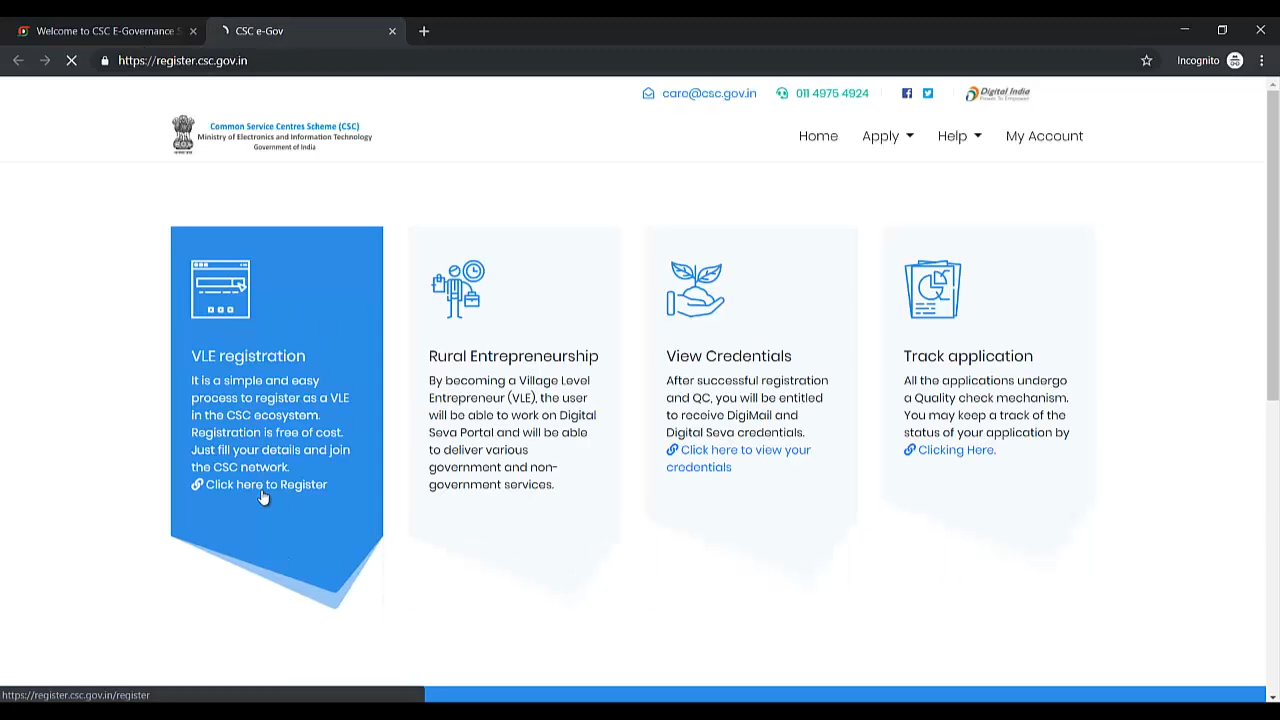 Welcome to CSC E-Governance S
CSC e-Gov
https://register.csc.gov.in
Incognito
care@csc.gov.in
011 4975 4924
Digital India
Power To Empower
Common Service Centres Scheme (CSC)
Ministry of Electronics and Information Technology
Government of India
Home
Apply
Help
My Account
VLE registration
It is a simple and easy
process to register as a VLE
in the CSC ecosystem.
Registration is free of cost.
Just fill your details and join
the CSC network.
Click here to Register
Rural Entrepreneurship
By becoming a Village Level
Entrepreneur (VLE), the user
will be able to work on Digital
Seva Portal and will be able
to deliver various
government and non-
government services.
View Credentials
After successful registration
and QC, you will be entitled
to receive DigiMail and
Digital Seva credentials.
Click here to view your
credentials
Track application
All the applications undergo
a Quality check mechanism.
You may keep a track of the
status of your application by
Clicking Here.
https://register.csc.gov.in/register